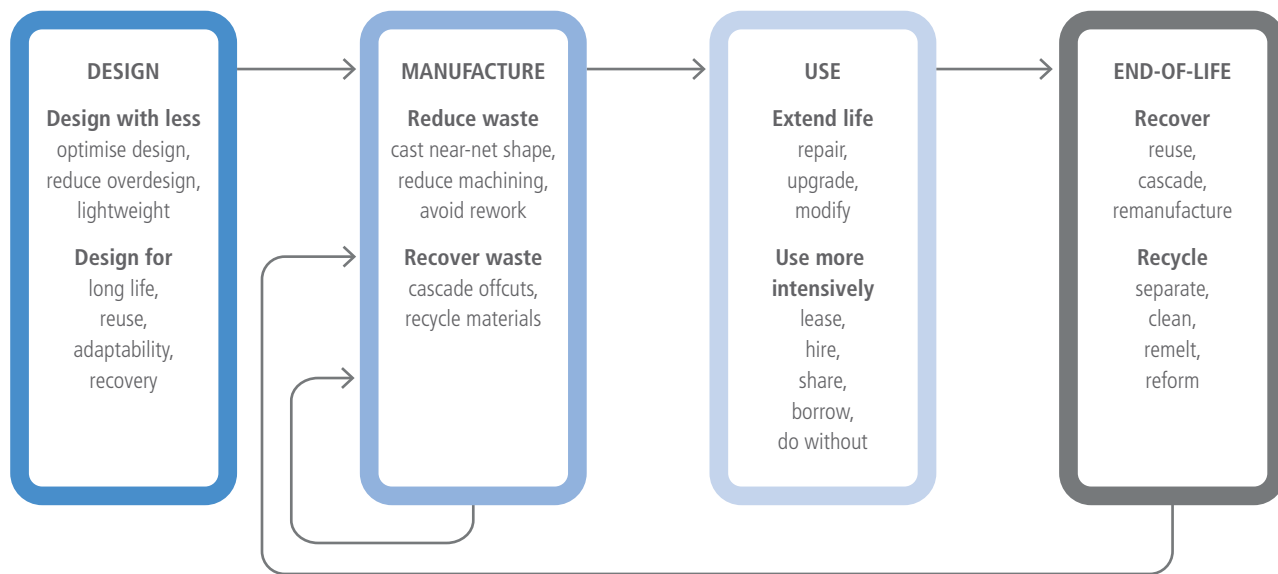 DESIGN
Design with less
optimise design,
reduce overdesign,
lightweight
Design for
long life,
reuse,
adaptability,
recovery
MANUFACTURE
Reduce waste
cast near-net shape,
reduce machining,
avoid rework
Recover waste
cascade offcuts,
recycle materials
USE
Extend life
repair,
upgrade,
modify
Use more
intensively
lease,
hire,
share,
borrow,
do without
END-OF-LIFE
Recover
reuse,
cascade,
remanufacture
Recycle
separate,
clean,
remelt,
reform